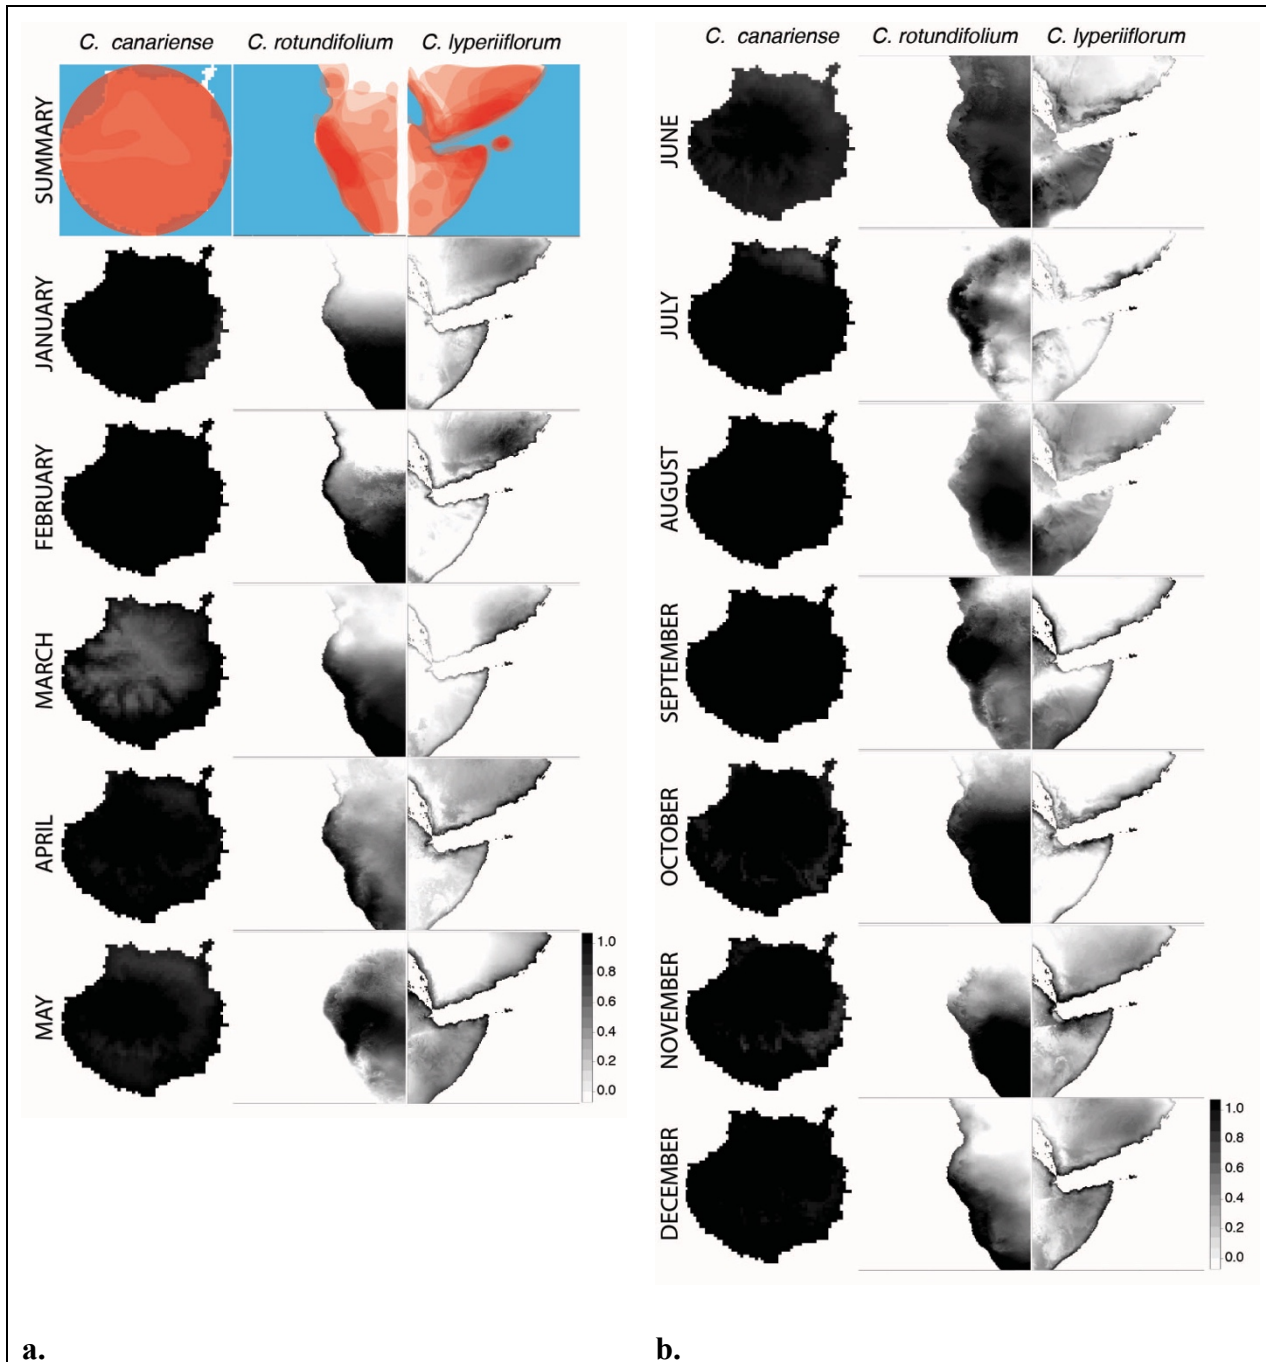 C. canariense C. rotundifolium C. lyperiiflorum
SUMMARY
JANUARY
FEBRUARY
MARCH
APRIL
MAY
1.0
0.8
0.6
0.4
0.2
0.0
a.
C. canariense C. rotundifolium C. lyperiiflorum
JUNE
JULY
AUGUST
SEPTEMBER
OCTOBER
NOVEMBER
DECEMBER
1.0
0.8
0.6
0.4
0.2
0.0
b.